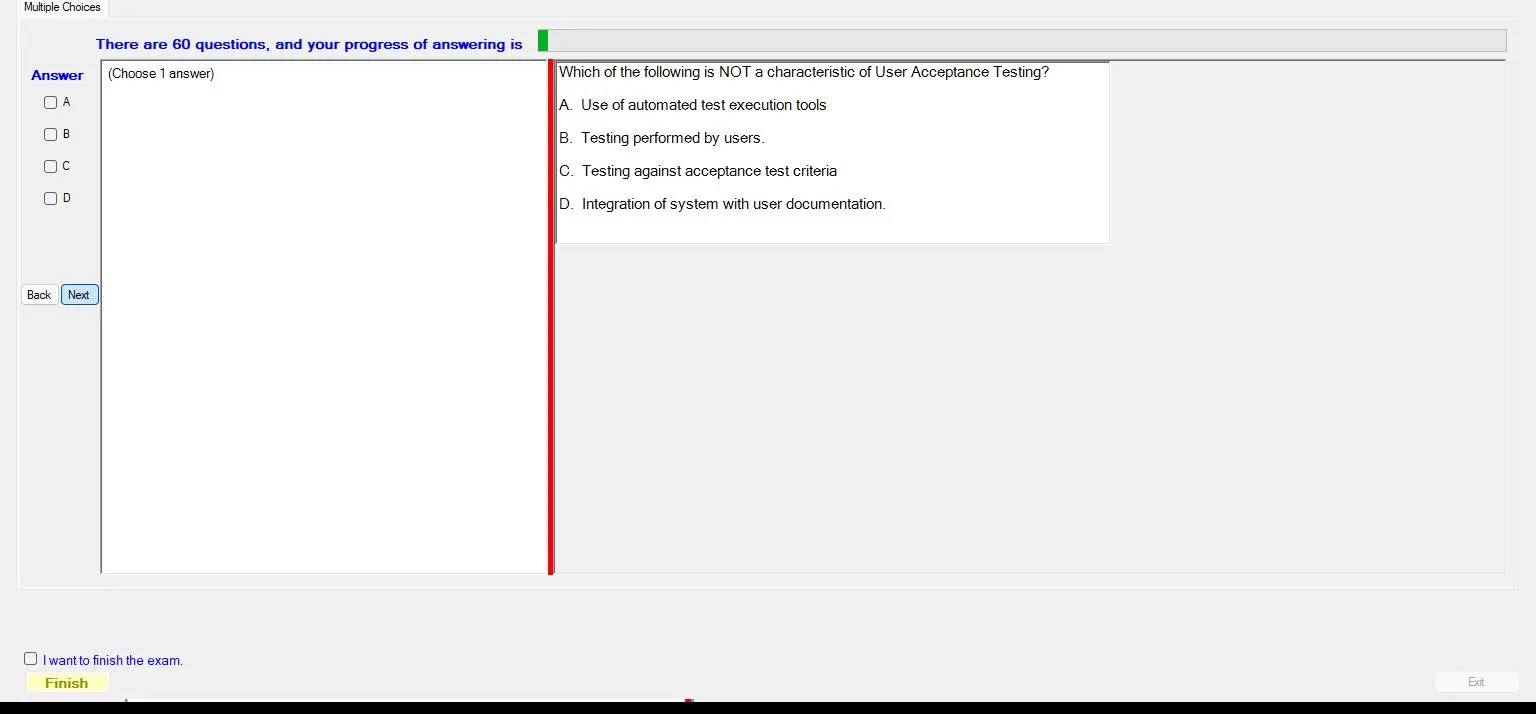 Multiple Choices
There are 60 questions, and your progress of answering is
Answer
(Choose 1 answer)
A
B
C
D
Back
Next
Which of the following is NOT a characteristic of User Acceptance Testing?
A. Use of automated test execution tools
B. Testing performed by users.
C. Testing against acceptance test criteria
D. Integration of system with user documentation.
I want to finish the exam.
Finish
Exit